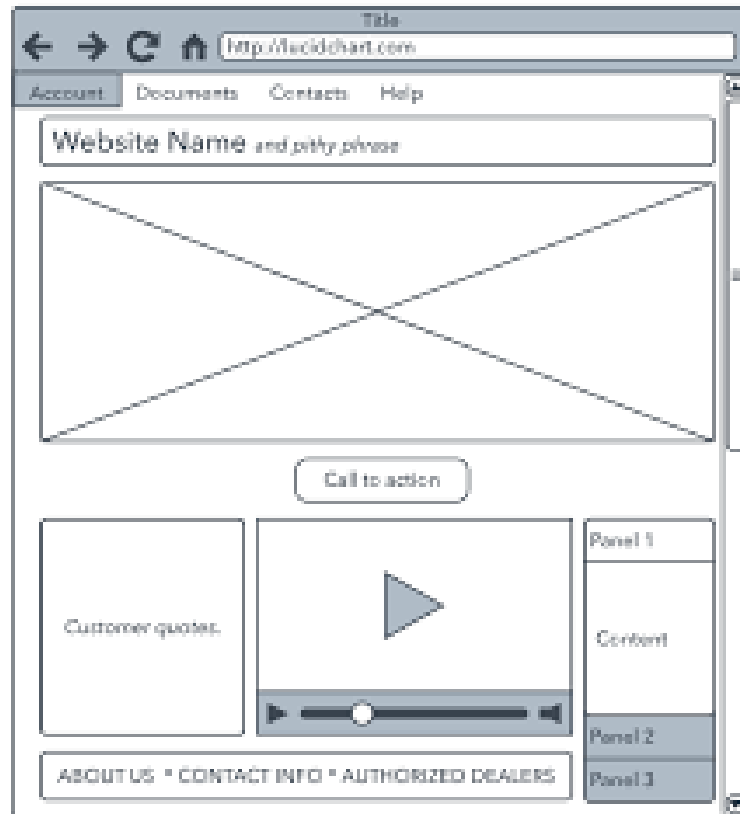 Title
http://lucidchart.com
Account Documents Contacts Help
Website Name and pithy phrase
Call to action
Customer quotes.
Panel 1
Content
Panel 2
Panel 3
ABOUT US * CONTACT INFO * AUTHORIZED DEALERS